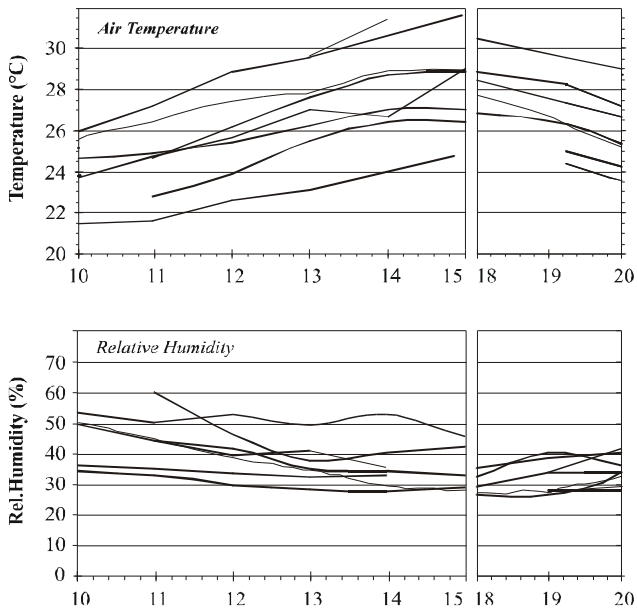 Air Temperature
Temperature (°C)
30
28
26
24
22
20
10 11 12 13 14 15 18 19 20
Relative Humidity
Rel.Humidity (%)
70
60
50
40
30
20
10
0
10 11 12 13 14 15 18 19 20